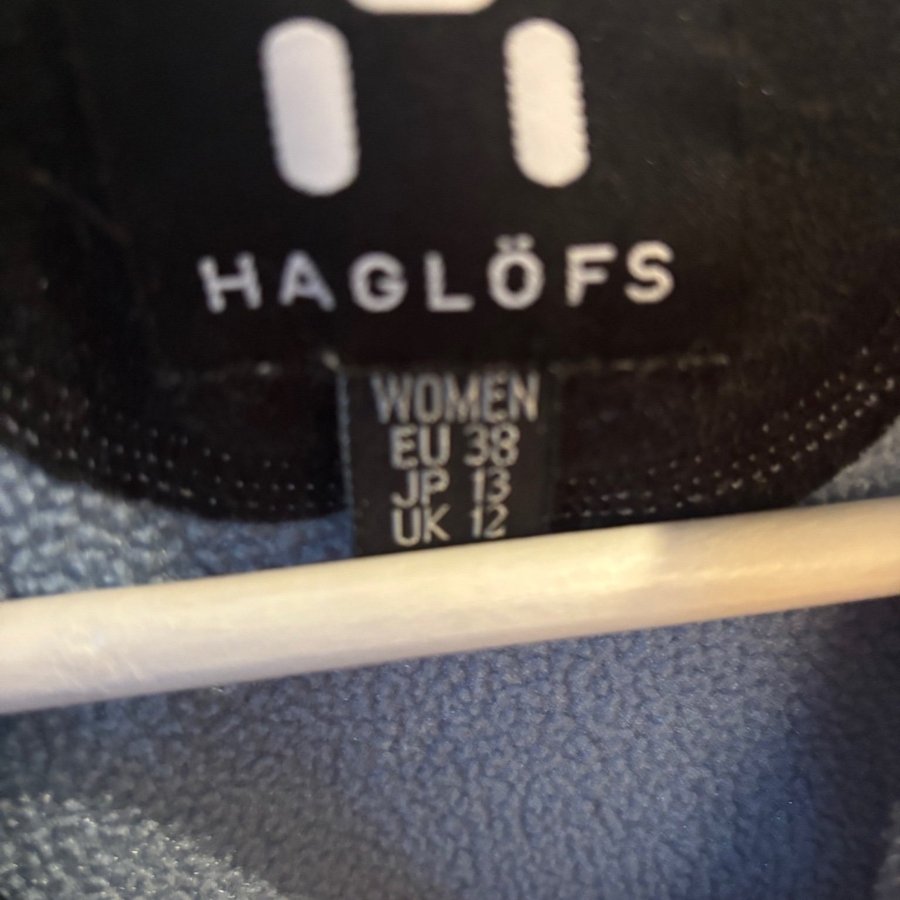 HAGLÖFS
WOMEN
EU 38
JP 13
UK 12